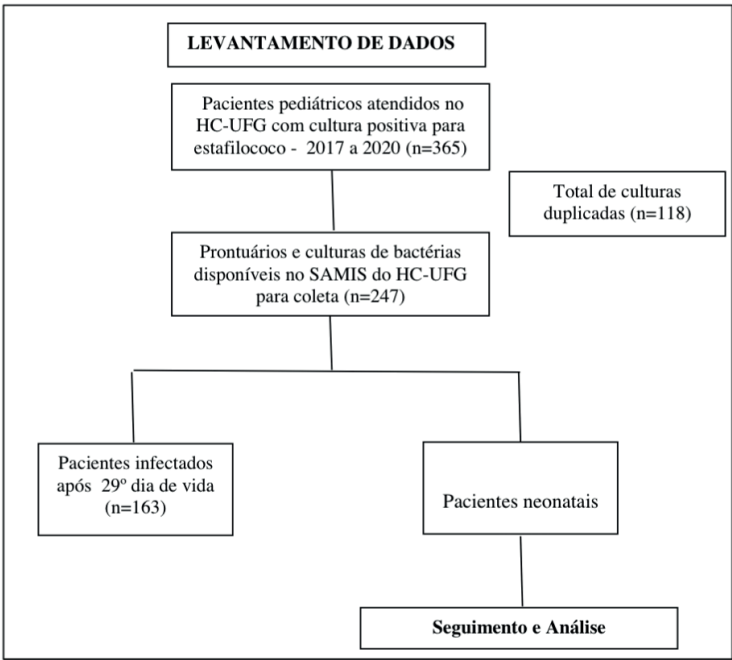 LEVANTAMENTO DE DADOS
Pacientes pediátricos atendidos no
HC-UFG com cultura positiva para
estafilococo - 2017 a 2020 (n=365)
Total de culturas
duplicadas (n=118)
Prontuários e culturas de bactérias
disponíveis no SAMIS do HC-UFG
para coleta (n=247)
Pacientes infectados
após 29º dia de vida
(n=163)
Pacientes neonatais
Seguimento e Análise